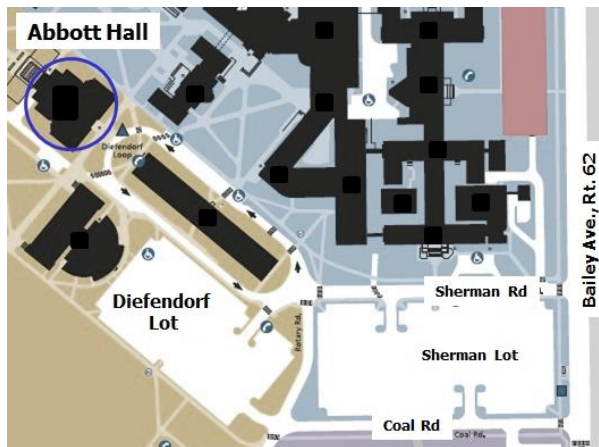 Abbott Hall
Diefendorf
Loop
Bailey Ave., Rt. 62
Sherman Rd
Diefendorf
Lot
Rotary Rd.
Sherman Lot
Coal Rd
Coal Rd.